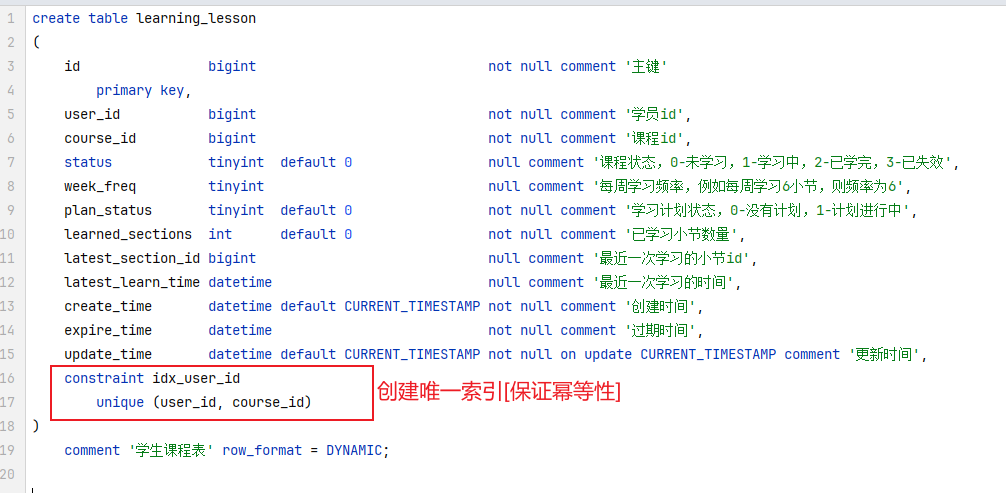 1 create table learning_lesson
2 (
3 id bigint not null comment '主键'
4 primary key,
5 user_id bigint not null comment '学员id',
6 course_id bigint not null comment '课程id',
7 status tinyint default 0 null comment '课程状态，0-未学习，1-学习中，2-已学完，3-已失效',
8 week_freq tinyint null comment '每周学习频率，例如每周学习6小节，则频率为6',
9 plan_status tinyint default 0 not null comment '学习计划状态，0-没有计划，1-计划进行中',
10 learned_sections int default 0 not null comment '已学习小节数量',
11 latest_section_id bigint null comment '最近一次学习的小节id',
12 latest_learn_time datetime null comment '最近一次学习的时间',
13 create_time datetime default CURRENT_TIMESTAMP not null comment '创建时间',
14 expire_time datetime not null comment '过期时间',
15 update_time datetime default CURRENT_TIMESTAMP not null on update CURRENT_TIMESTAMP comment '更新时间',
16 constraint idx_user_id
创建唯一索引[保证幂等性]
17 unique (user_id, course_id)
18 )
19 comment '学生课程表' row_format = DYNAMIC;
20